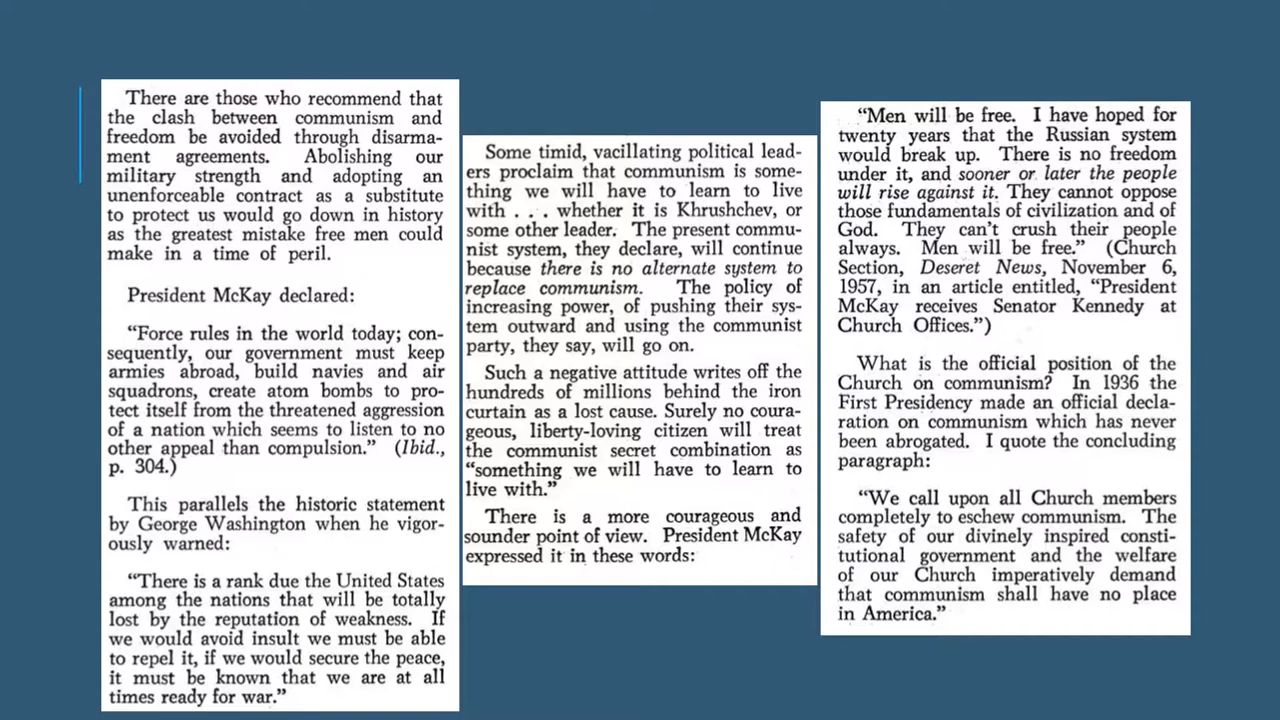 There are those who recommend that
the clash between communism and
freedom be avoided through disarma-
ment agreements. Abolishing our
military strength and adopting an
unenforceable contract as a substitute
to protect us would go down in history
as the greatest mistake free men could
make in a time of peril.
President McKay declared:
“Force rules in the world today; con-
sequently, our government must keep
armies abroad, build navies and air
squadrons, create atom bombs to pro-
tect itself from the threatened aggression
of a nation which seems to listen to no
other appeal than compulsion.” (Ibid.,
p. 304.)
This parallels the historic statement
by George Washington when he vigor-
ously warned:
“There is a rank due the United States
among the nations that will be totally
lost by the reputation of weakness. If
we would avoid insult we must be able
to repel it, if we would secure the peace,
it must be known that we are at all
times ready for war.”
Some timid, vacillating political lead-
ers proclaim that communism is some-
thing we will have to learn to live
with . . . whether it is Khrushchev, or
some other leader. The present commu-
nist system, they declare, will continue
because there is no alternate system to
replace communism. The policy of
increasing power, of pushing their sys-
tem outward and using the communist
party, they say, will go on.
Such a negative attitude writes off the
hundreds of millions behind the iron
curtain as a lost cause. Surely no coura-
geous, liberty-loving citizen will treat
the communist secret combination as
“something we will have to learn to
live with.”
There is a more courageous and
sounder point of view. President McKay
expressed it in these words:
“Men will be free. I have hoped for
twenty years that the Russian system
would break up. There is no freedom
under it, and sooner or later the people
will rise against it. They cannot oppose
those fundamentals of civilization and of
God. They can’t crush their people
always. Men will be free.” (Church
Section, Deseret News, November 6,
1957, in an article entitled, “President
McKay receives Senator Kennedy at
Church Offices.”)
What is the official position of the
Church on communism? In 1936 the
First Presidency made an official decla-
ration on communism which has never
been abrogated. I quote the concluding
paragraph:
“We call upon all Church members
completely to eschew communism. The
safety of our divinely inspired consti-
tutional government and the welfare
of our Church imperatively demand
that communism shall have no place
in America.”